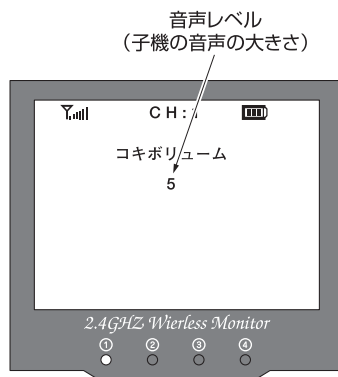 音声レベル
（子機の音声の大きさ）
CH:1
コキボリューム
5
2.4GHZ Wierless Monitor
① ② ③ ④